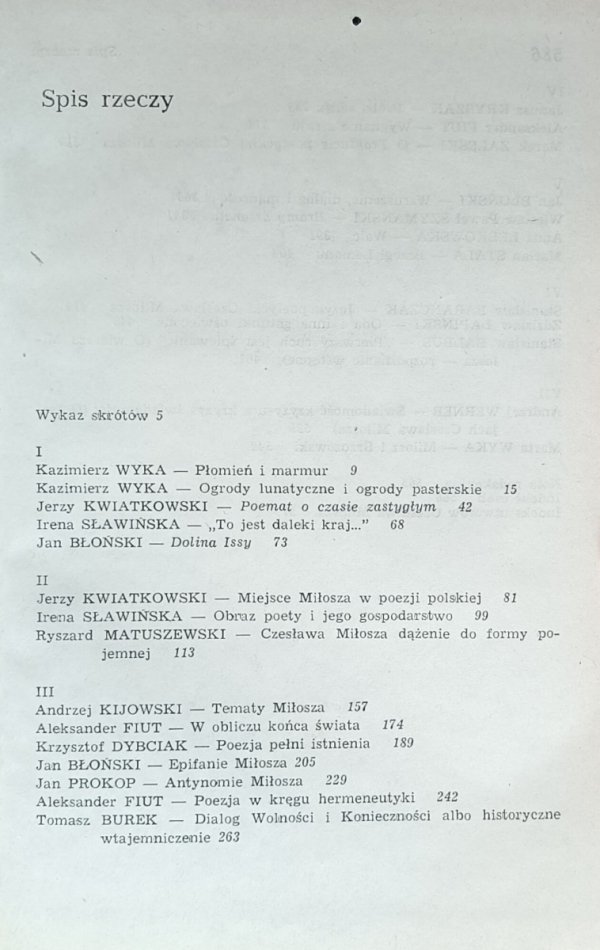 Spis rzeczy
Wykaz skrótów 5
I
Kazimierz WYKA — Płomień i marmur 9
Kazimierz WYKA — Ogrody lunatyczne i ogrody pasterskie 15
Jerzy KWIATKOWSKI — Poemat o czasie zastygłym 42
Irena SŁAWIŃSKA — „To jest daleki kraj..." 68
Jan BŁOŃSKI — Dolina Issy 73
II
Jerzy KWIATKOWSKI — Miejsce Miłosza w poezji polskiej 81
Irena SŁAWIŃSKA — Obraz poety i jego gospodarstwo 99
Ryszard MATUSZEWSKI — Czesława Miłosza dążenie do formy po-
jemnej 113
III
Andrzej KIJOWSKI — Tematy Miłosza 157
Aleksander FIUT — W obliczu końca świata 174
Krzysztof DYBCIAK — Poezja pełni istnienia 189
Jan BŁOŃSKI — Epifanie Miłosza 205
Jan PROKOP — Antynomie Miłosza 229
Aleksander FIUT — Poezja w kręgu hermeneutyki 242
Tomasz BUREK — Dialog Wolności i Konieczności albo historyczne
wtajemniczenie 263